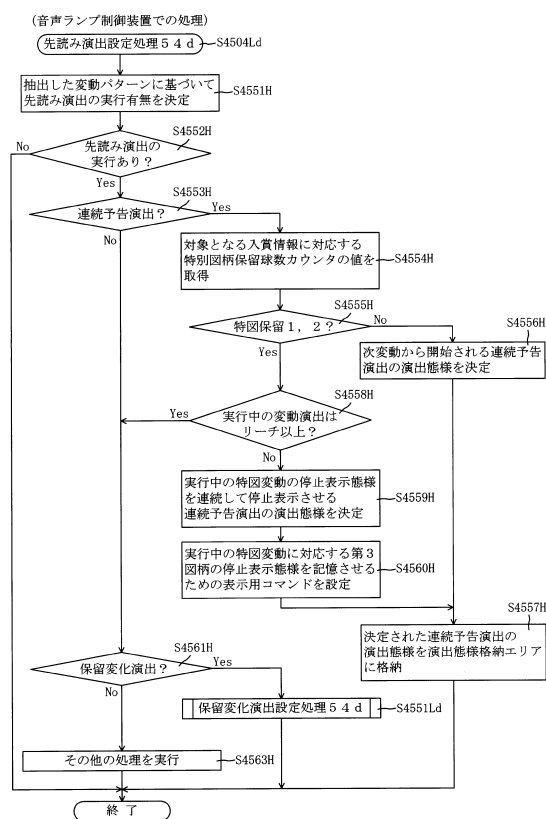 (音声ランプ制御装置での処理)
先読み演出設定処理54d
S4504Ld
抽出した変動パターンに基づいて
先読み演出の実行有無を決定
S4551H
S4552H
先読み演出の
実行あり?
No
Yes
S4553H
連続予告演出?
Yes
No
対象となる入賞情報に対応する
特別図柄保留球数カウンタの値を
取得
S4554H
S4555H
特図保留1,2?
No
Yes
S4556H
次変動から開始される連続予告
演出の演出態様を決定
S4558H
実行中の変動演出は
リーチ以上?
Yes
No
実行中の特図変動の停止表示態様
を連続して停止表示させる
連続予告演出の演出態様を決定
S4559H
実行中の特図変動に対応する第3
図柄の停止表示態様を記憶させる
ための表示用コマンドを設定
S4560H
S4557H
決定された連続予告演出の
演出態様を演出態様格納エリア
に格納
S4561H
保留変化演出?
Yes
No
保留変化演出設定処理54d
S4551Ld
その他の処理を実行
S4563H
終了